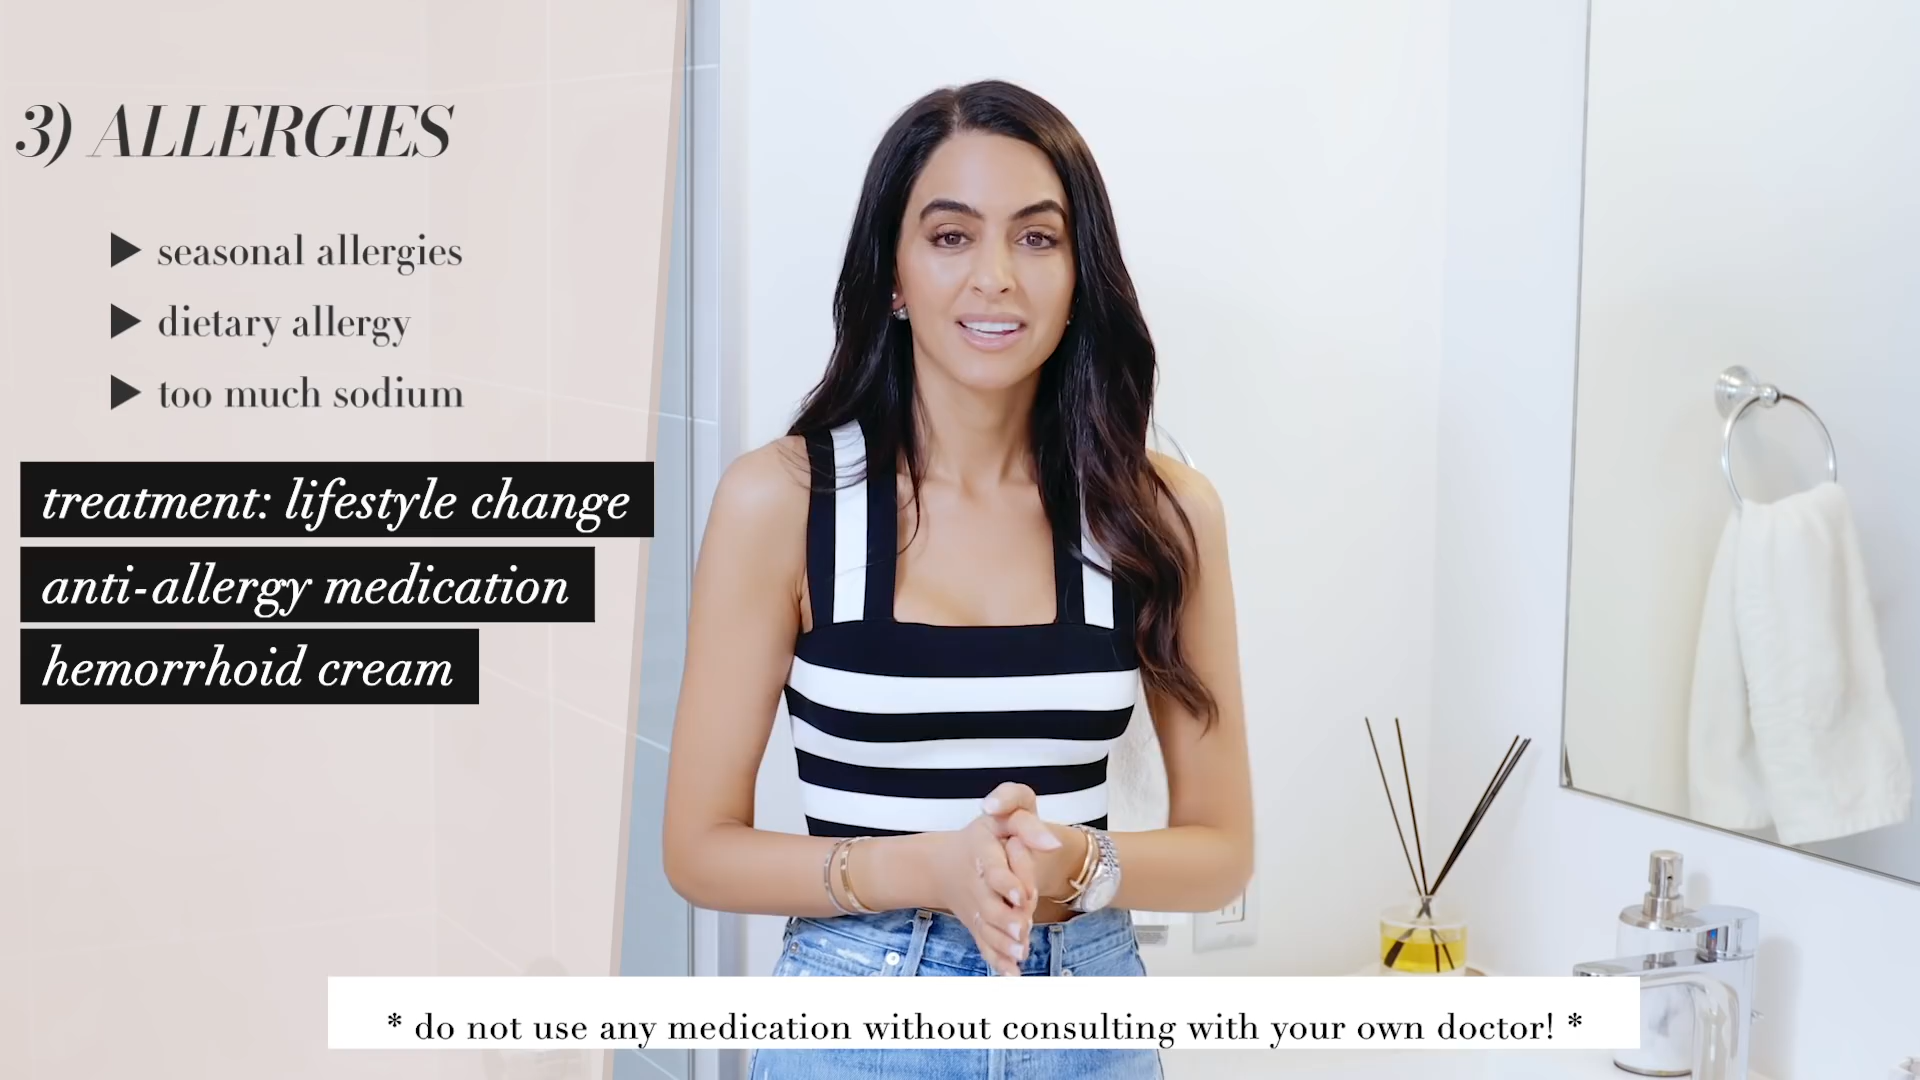 3) ALLERGIES
▶ seasonal allergies
▶ dietary allergy
▶ too much sodium
treatment: lifestyle change
anti-allergy medication
hemorrhoid cream
* do not use any medication without consulting with your own doctor! *